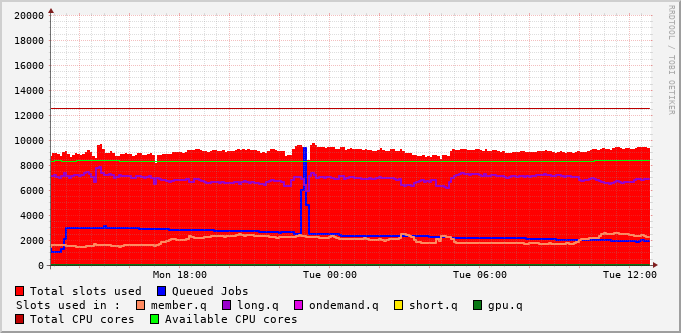 RRDTOOL / TOBI OETIKER
20000
18000
16000
14000
12000
10000
8000
6000
4000
2000
0
Mon 18:00 Tue 00:00 Tue 06:00 Tue 12:00
Total slots used Queued Jobs
Slots used in : member.q long.q ondemand.q short.q gpu.q
Total CPU cores Available CPU cores